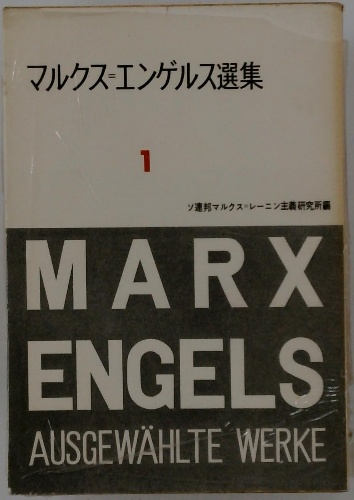 マルクス=エンゲルス選集
1
ソ連邦マルクス=レーニン主義研究所編
MARX
ENGELS
AUSGEWÄHLTE WERKE